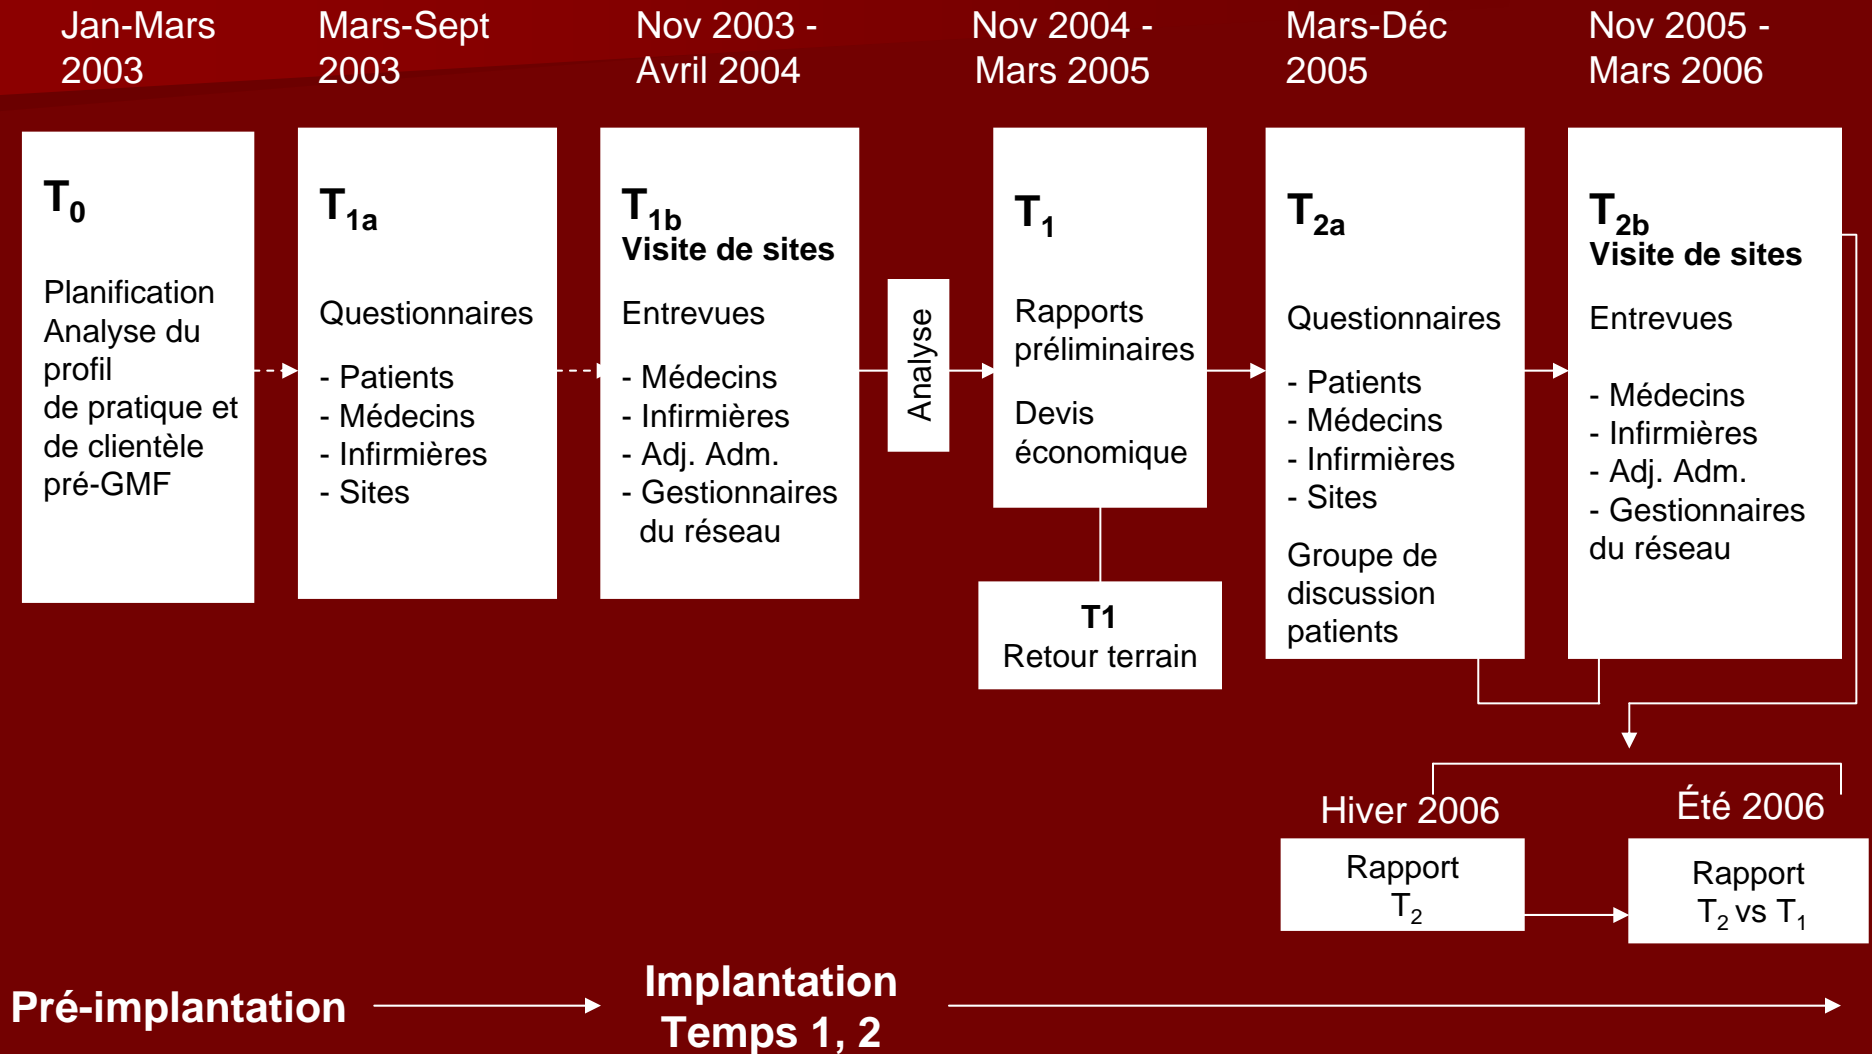 Jan-Mars
2003
Mars-Sept
2003
Nov 2003 -
Avril 2004
Nov 2004 -
Mars 2005
Mars-Déc
2005
Nov 2005 -
Mars 2006
T0
Planification
Analyse du
profil
de pratique et
de clientèle
pré-GMF
T1a
Questionnaires
- Patients
- Médecins
- Infirmières
- Sites
T1b
Visite de sites
Entrevues
- Médecins
- Infirmières
- Adj. Adm.
- Gestionnaires
du réseau
Analyse
T1
Rapports
préliminaires
Devis
économique
T1
Retour terrain
T2a
Questionnaires
- Patients
- Médecins
- Infirmières
- Sites
Groupe de
discussion
patients
T2b
Visite de sites
Entrevues
- Médecins
- Infirmières
- Adj. Adm.
- Gestionnaires
du réseau
Hiver 2006
Rapport
T2
Été 2006
Rapport
T2 vs T1
Pré-implantation
Implantation
Temps 1, 2